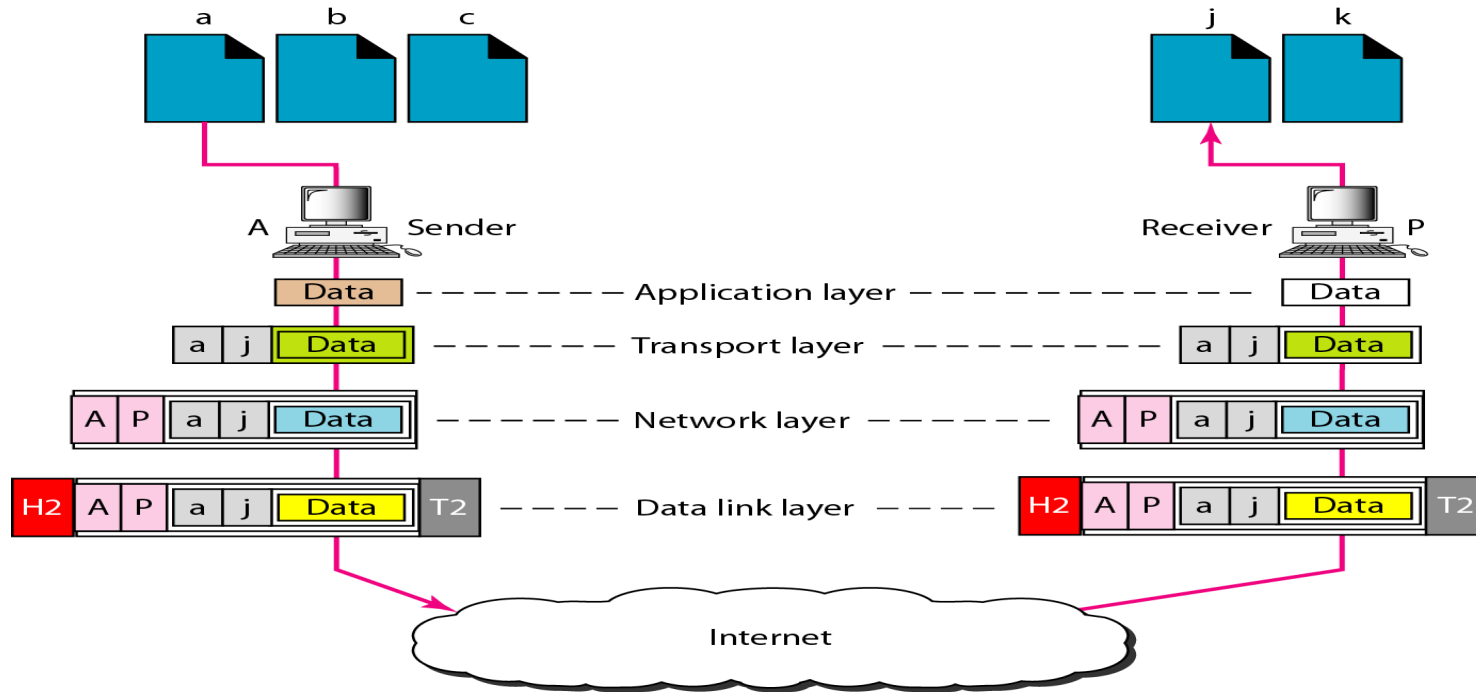 a b c j k
A Sender Receiver P
Data Application layer Data
a j Data Transport layer a j Data
A P a j Data Network layer A P a j Data
H2 A P a j Data T2 Data link layer H2 A P a j Data T2
Internet